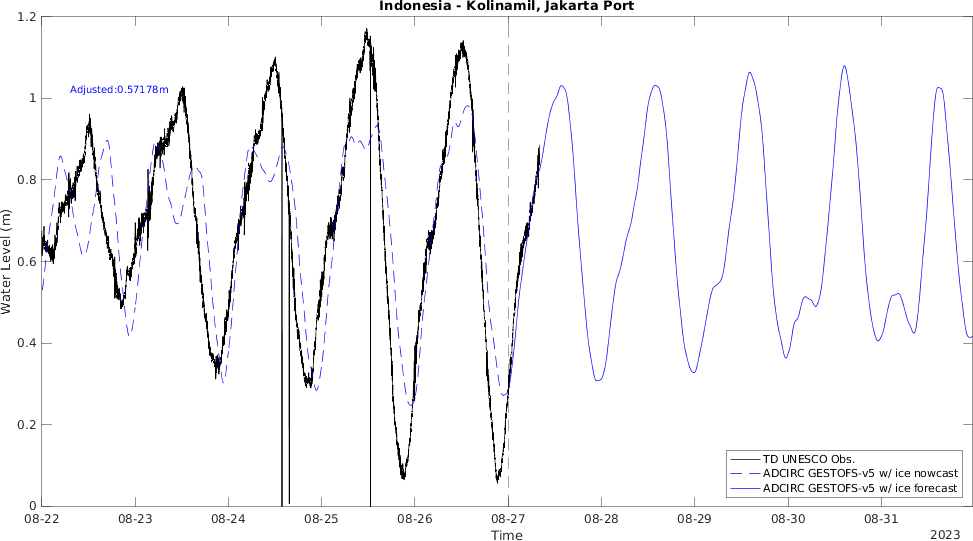 Indonesia - Kolinamil, Jakarta Port
1.2
1
0.8
0.6
0.4
0.2
0
Water Level (m)
Adjusted:0.57178m
TD UNESCO Obs.
ADCIRC GESTOFS-v5 w/ ice nowcast
ADCIRC GESTOFS-v5 w/ ice forecast
08-22 08-23 08-24 08-25 08-26 08-27 08-28 08-29 08-30 08-31
Time
2023